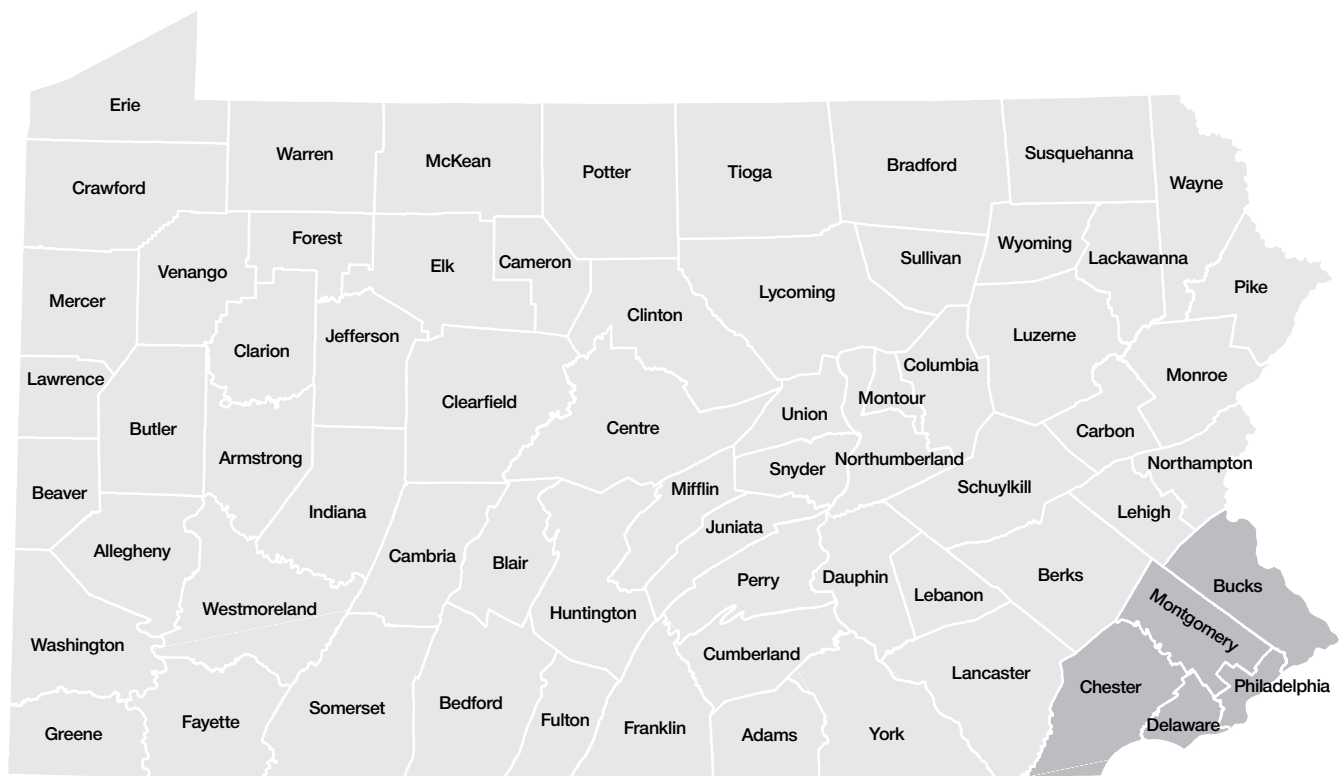 Erie
Warren
McKean
Potter
Tioga
Bradford
Susquehanna
Wayne
Crawford
Forest
Venango
Elk
Cameron
Sullivan
Wyoming
Lackawanna
Pike
Mercer
Lycoming
Clinton
Clarion
Jefferson
Luzerne
Columbia
Monroe
Lawrence
Butler
Clearfield
Centre
Union
Montour
Carbon
Armstrong
Snyder
Northumberland
Northampton
Beaver
Mifflin
Schuylkill
Indiana
Juniata
Lehigh
Allegheny
Cambria
Blair
Perry
Dauphin
Lebanon
Berks
Bucks
Westmoreland
Huntington
Montgomery
Washington
Cumberland
Lancaster
Chester
Philadelphia
Greene
Fayette
Somerset
Bedford
Fulton
Franklin
Adams
York
Delaware